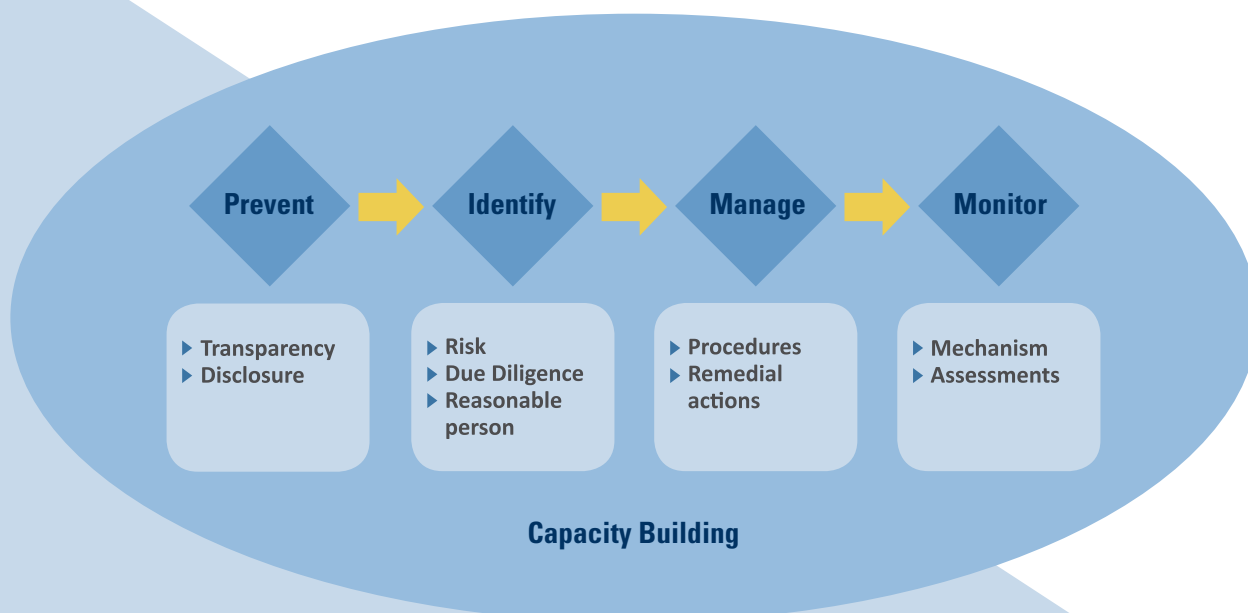 Prevent
Identify
Manage
Monitor
Transparency
Disclosure
Risk
Due Diligence
Reasonable
person
Procedures
Remedial
actions
Mechanism
Assessments
Capacity Building